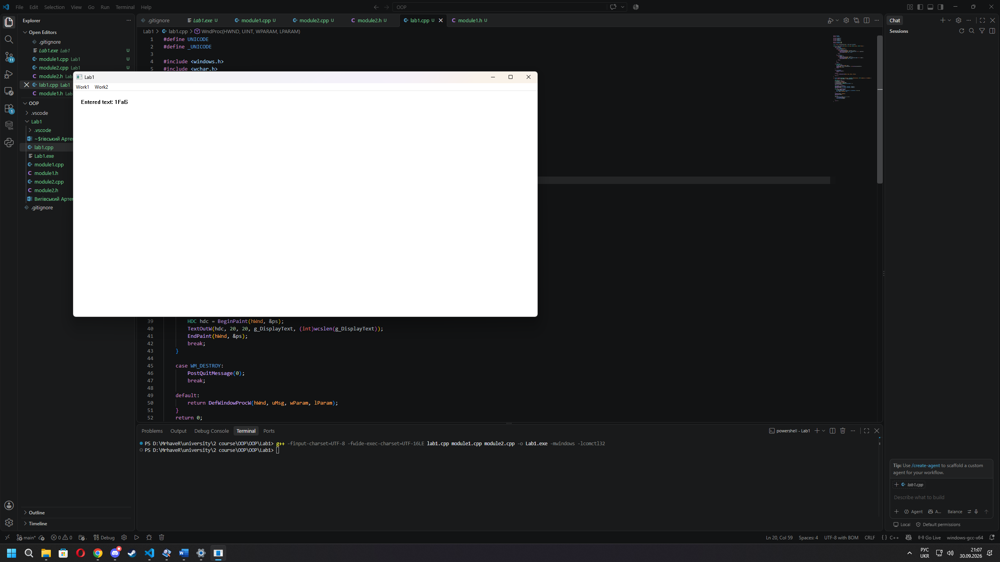 File Edit Selection View Go Run Terminal Help
OOP
Explorer
Open Editors
.gitignore
Lab1.exe Lab1 U
module1.cpp Lab1 U
module2.cpp Lab1 U
module2.h Lab
lab1.cpp Lab1
module1.h Lab
OOP
.vscode
Lab1
.vscode
~$гівський Арте
lab1.cpp
Lab1.exe
module1.cpp
module1.h
module2.cpp
module2.h
Вигівський Артем
.gitignore
Outline
Timeline
.gitignore Lab1.exe U module1.cpp U module2.cpp U module2.h U lab1.cpp U module1.h U
Lab1 > lab1.cpp > WndProc(HWND, UINT, WPARAM, LPARAM)
1 #define UNICODE
2 #define _UNICODE
3
4 #include <windows.h>
5 #include <wchar.h>
Lab1
Work1 Work2
Entered text: 1FaБ
39 HDC hdc = BeginPaint(hWnd, &ps);
40 TextOutW(hdc, 20, 20, g_DisplayText, (int)wcslen(g_DisplayText));
41 EndPaint(hWnd, &ps);
42 break;
43 }
44
45 case WM_DESTROY:
46 PostQuitMessage(0);
47 break;
48
49 default:
50 return DefWindowProcW(hWnd, uMsg, wParam, lParam);
51 }
52 return 0;
Problems Output Debug Console Terminal Ports
powershell - Lab1
PS D:\MrhaveR\university\2 course\OOP\OOP\Lab1> g++ -finput-charset=UTF-8 -fwide-exec-charset=UTF-16LE lab1.cpp module1.cpp module2.cpp -o Lab1.exe -mwindows -lcomctl32
PS D:\MrhaveR\university\2 course\OOP\OOP\Lab1>
Chat
Sessions
Tip: Use /create-agent to scaffold a custom
agent for your workflow.
lab1.cpp
Describe what to build
Agent A... Balance
Local Default permissions
11
1
main* 0 0 Debug
Ln 20, Col 59 Spaces: 4 UTF-8 with BOM CRLF {} C++ Go Live windows-gcc-x64
РУС
UKR
21:07
30.09.2026